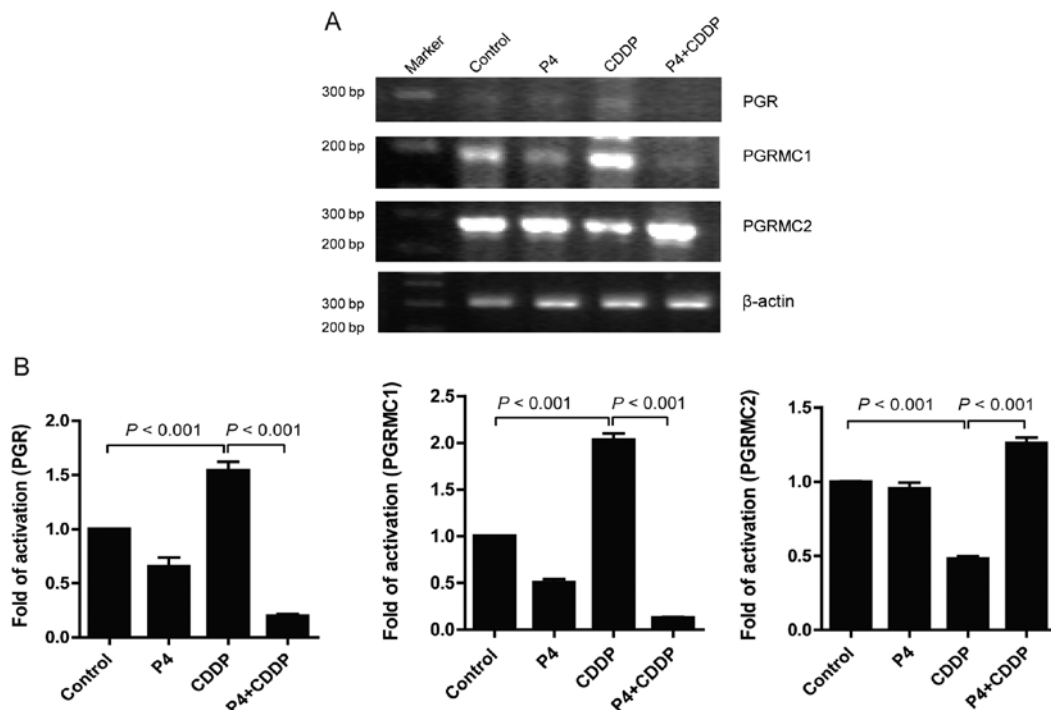 A
Marker
Control
P4
CDDP
P4+CDDP
300 bp
PGR
200 bp
PGRMC1
300 bp
200 bp
PGRMC2
300 bp
200 bp
β-actin
B
Fold of activation (PGR)
2.0
1.5
1.0
0.5
0.0
P < 0.001
P < 0.001
Control
P4
CDDP
P4+CDDP
Fold of activation (PGRMC1)
2.5
2.0
1.5
1.0
0.5
0.0
P < 0.001
P < 0.001
Control
P4
CDDP
P4+CDDP
Fold of activation (PGRMC2)
1.5
1.0
0.5
0.0
P < 0.001
P < 0.001
Control
P4
CDDP
P4+CDDP